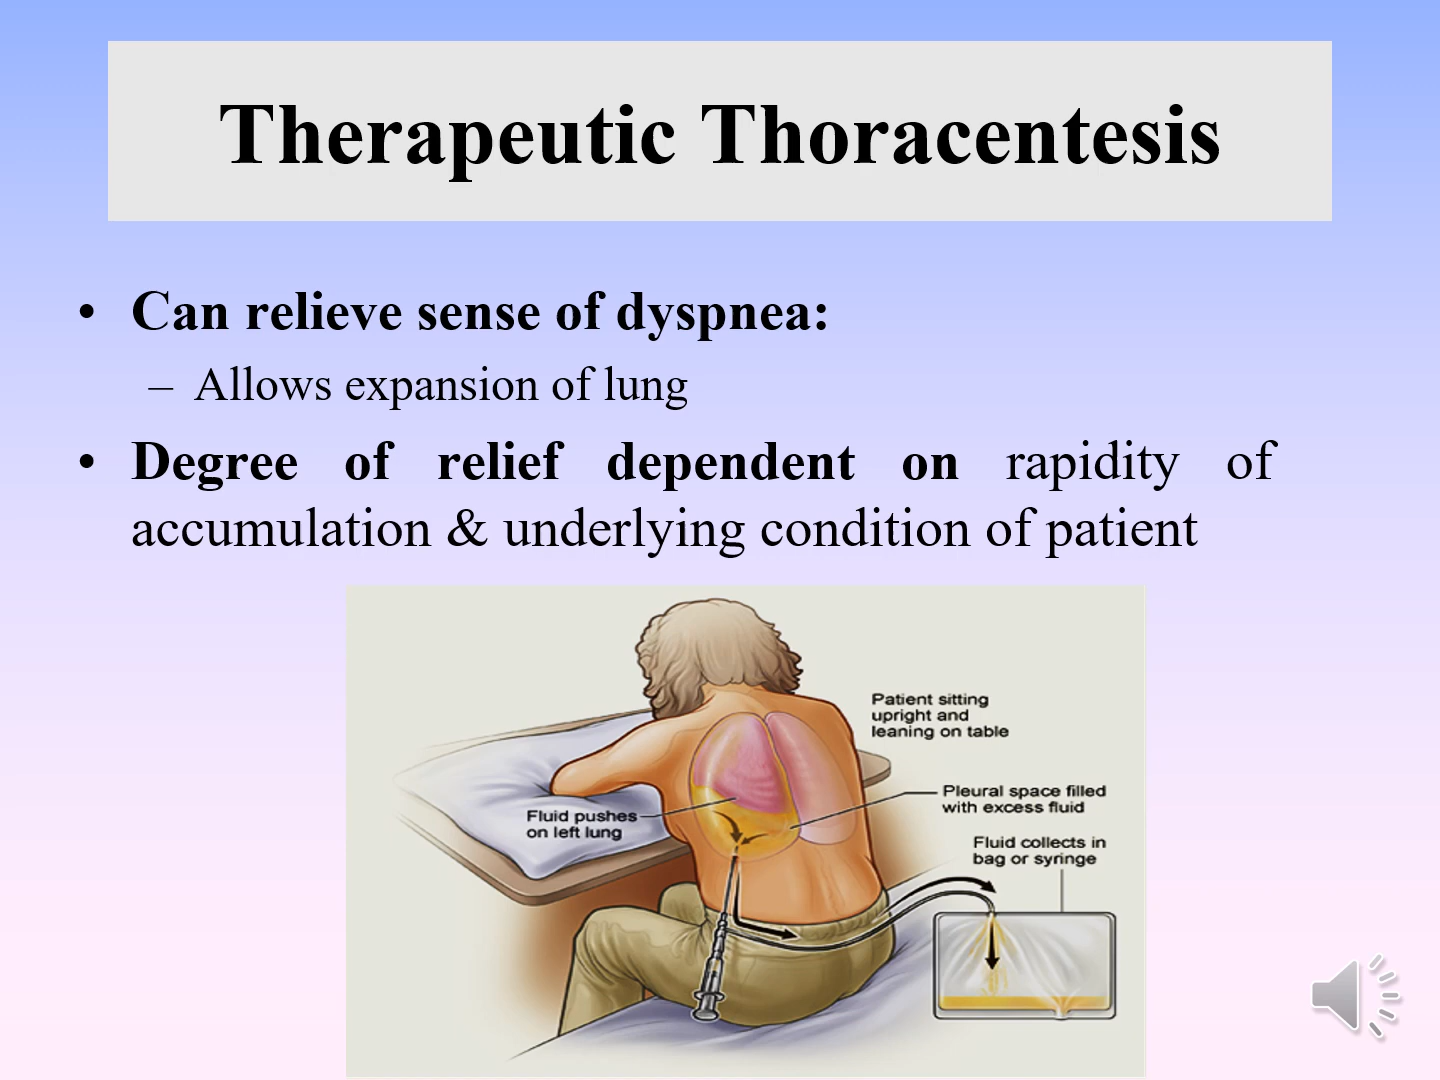 Therapeutic Thoracentesis
• Can relieve sense of dyspnea:
– Allows expansion of lung
• Degree of relief dependent on rapidity of
accumulation & underlying condition of patient
Patient sitting
upright and
leaning on table
Pleural space filled
with excess fluid
Fluid pushes
on left lung
Fluid collects in
bag or syringe